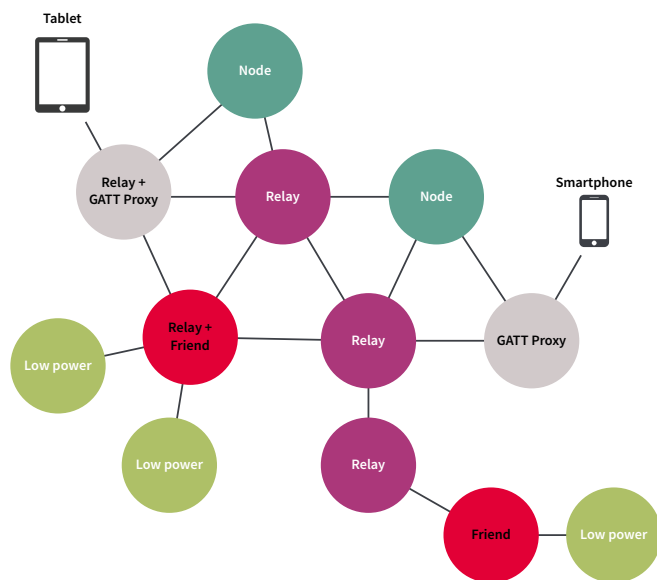 Tablet
Node
Relay +
GATT Proxy
Relay
Node
Smartphone
Relay +
Friend
Relay
GATT Proxy
Low power
Low power
Relay
Friend
Low power